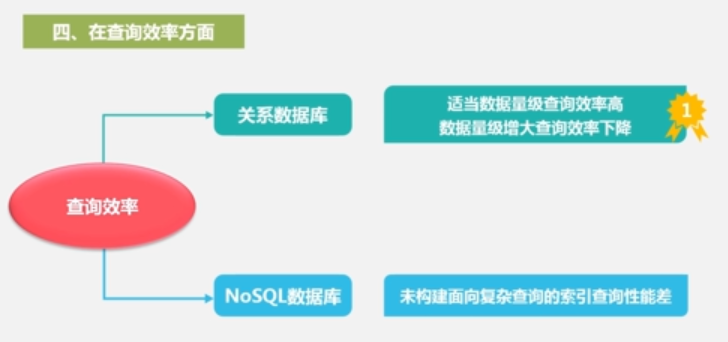 四、在查询效率方面
关系数据库
适当数据量级查询效率高
数据量级增大查询效率下降
1
查询效率
NoSQL数据库
未构建面向复杂查询的索引查询性能差